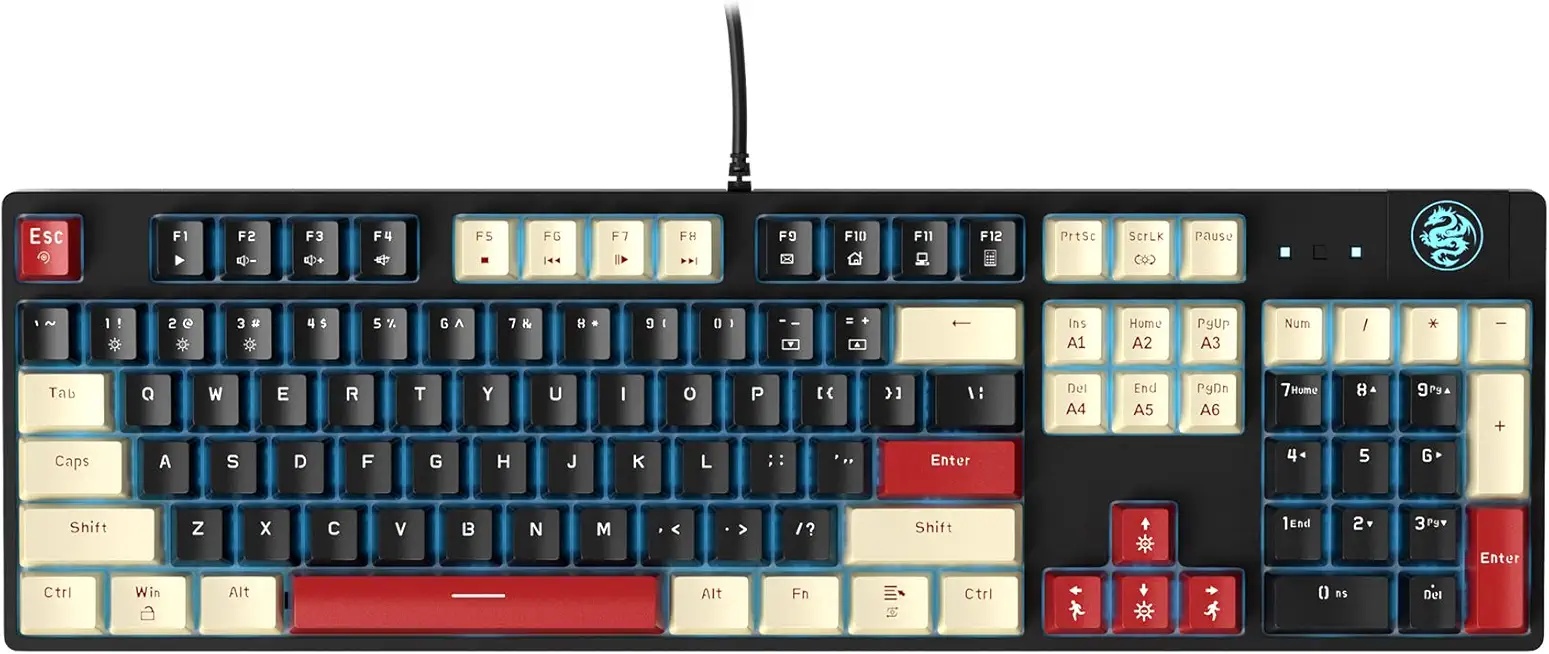 Esc F1 F2 F3 F4 F5 F6 F7 F8 F9 F10 F11 F12 PrtSc ScrLK Pause
` ~ 1 ! 2 @ 3 # 4 $ 5 % 6 ^ 7 & 8 * 9 ( 0 ) - _ = + ← Ins A1 Home A2 PgUp A3 Num / * -
Tab Q W E R T Y U I O P [ { } ] \ | Del A4 End A5 PgDn A6 7 Home 8 ▲ 9 Pg ▲ +
Caps A S D F G H J K L ; : ' " Enter 4 ◄ 5 6 ►
Shift Z X C V B N M , < . > / ? Shift ↑ 1 End 2 ▼ 3 Pg ▼ Enter
Ctrl Win Alt Alt Fn Ctrl ← ↓ → 0 ns . Del